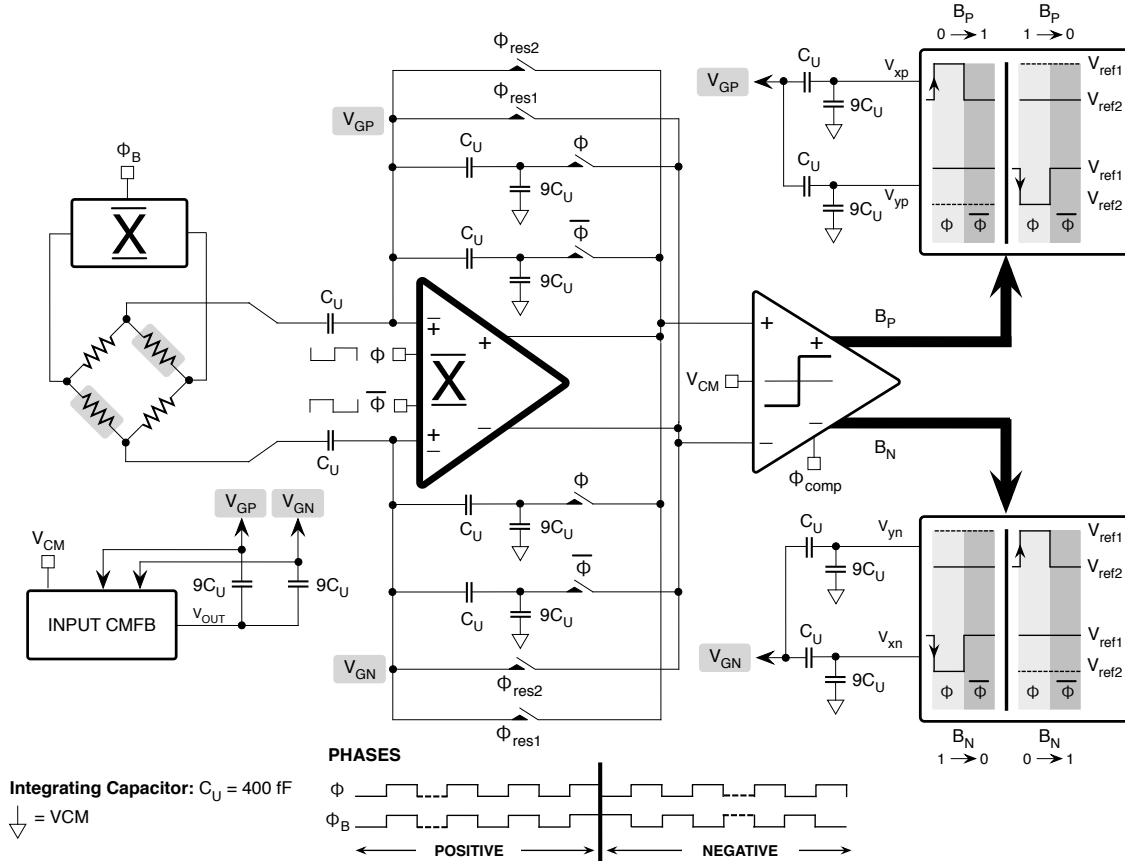 Φres2
Φres1
VGP
CU
9CU
Φ
CU
9CU
Φ̅
ΦB
X
CU
−
+
Φ
X
Φ̅
+
−
CU
+
−
+
−
VCM
+
−
Φcomp
BP
BN
CU
9CU
Φ
CU
9CU
Φ̅
VGN
Φres2
Φres1
BP
0 → 1
BP
1 → 0
VGP
CU
9CU
Vxp
CU
9CU
Vyp
Vref1
Vref2
Vref1
Vref2
Φ
Φ̅
Φ
Φ̅
CU
9CU
Vyn
VGN
CU
9CU
Vxn
Vref1
Vref2
Vref1
Vref2
Φ
Φ̅
Φ
Φ̅
BN
1 → 0
BN
0 → 1
VGP
VGN
VCM
9CU
9CU
INPUT CMFB
VOUT
PHASES
Φ
ΦB
POSITIVE
NEGATIVE
Integrating Capacitor: CU = 400 fF
= VCM